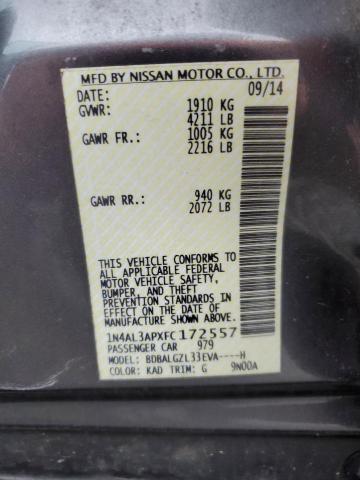 MFD BY NISSAN MOTOR CO., LTD.
DATE: 09/14
GVWR: 1910 KG
4211 LB
GAWR FR.: 1005 KG
2216 LB
GAWR RR.: 940 KG
2072 LB
THIS VEHICLE CONFORMS TO
ALL APPLICABLE FEDERAL
MOTOR VEHICLE SAFETY,
BUMPER, AND THEFT
PREVENTION STANDARDS
IN EFFECT ON THE DATE OF
MANUFACTURE SHOWN ABOVE.
1N4AL3APXFC172557
PASSENGER CAR 979
MODEL: BDBALGZL33EVA----H
COLOR: KAD TRIM: G 9N00A